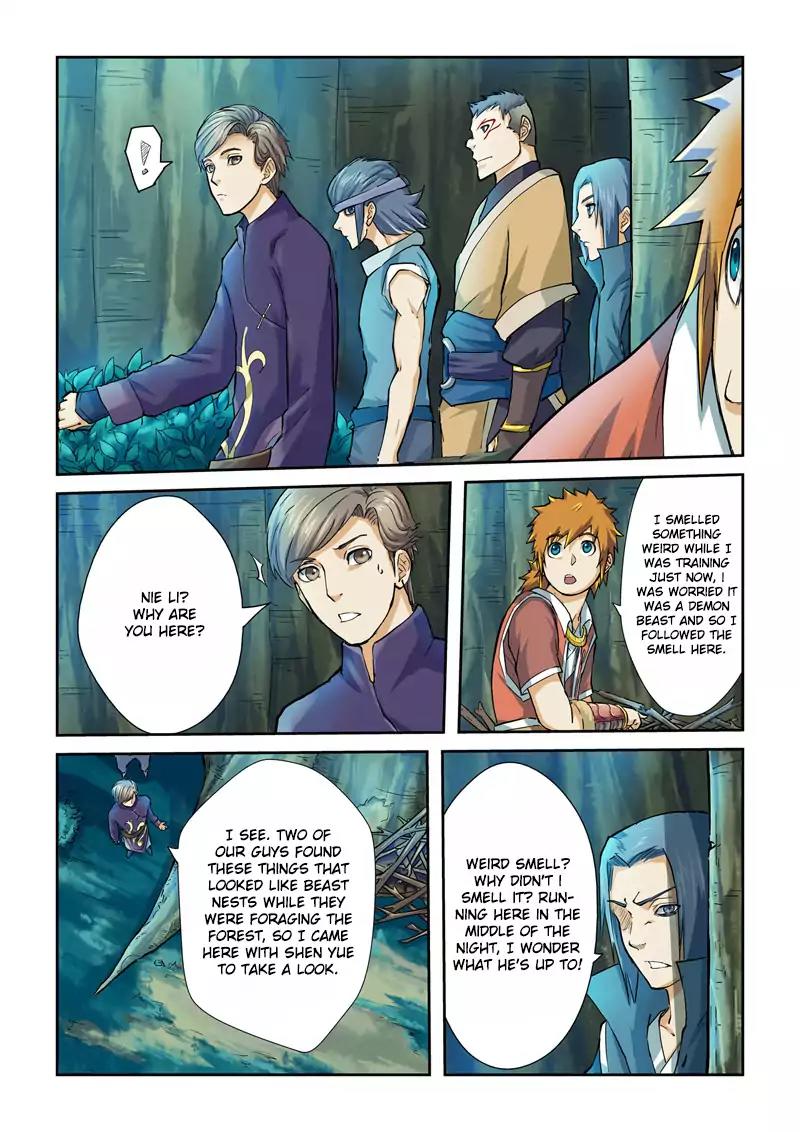 !
NIE LI?
WHY ARE
YOU HERE?
I SMELLED
SOMETHING
WEIRD WHILE I
WAS TRAINING
JUST NOW, I
WAS WORRIED IT
WAS A DEMON
BEAST AND SO I
FOLLOWED THE
SMELL HERE.
I SEE. TWO OF
OUR GUYS FOUND
THESE THINGS THAT
LOOKED LIKE BEAST
NESTS WHILE THEY
WERE FORAGING THE
FOREST, SO I CAME
HERE WITH SHEN YUE
TO TAKE A LOOK.
WEIRD SMELL?
WHY DIDN'T I
SMELL IT? RUN-
NING HERE IN THE
MIDDLE OF THE
NIGHT, I WONDER
WHAT HE'S UP TO!